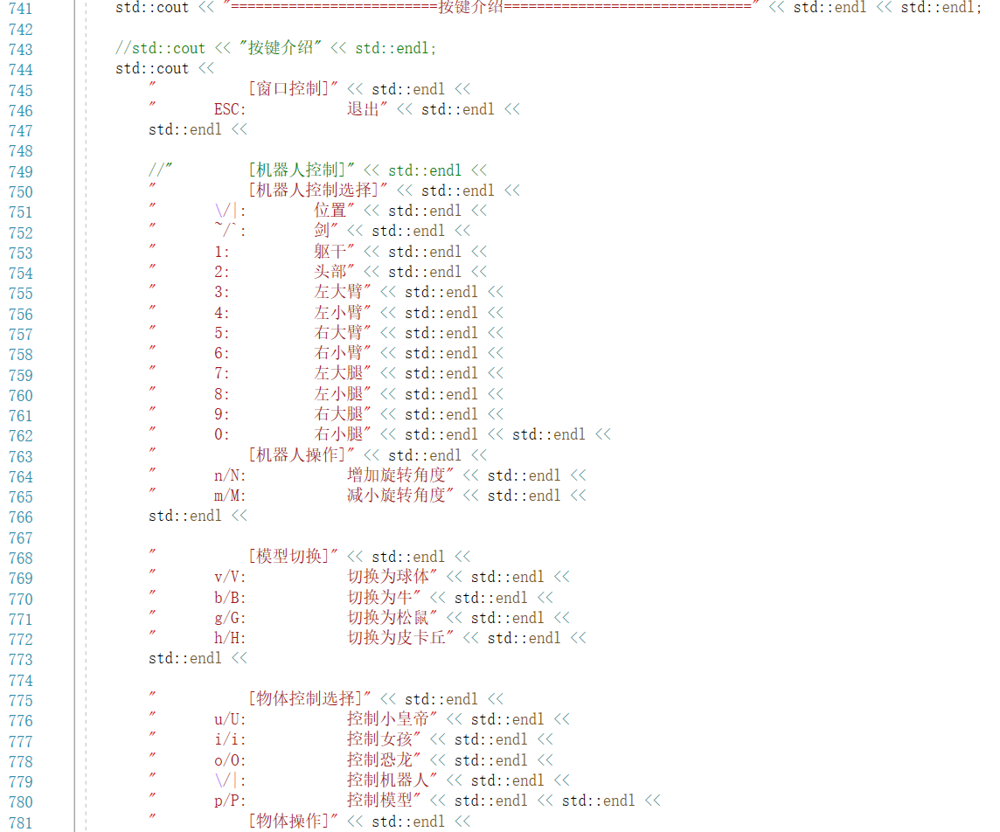 741 std::cout << "=========================按键介绍==============================" << std::endl << std::endl;
742
743 //std::cout << "按键介绍" << std::endl;
744 std::cout <<
745 " [窗口控制]" << std::endl <<
746 " ESC: 退出" << std::endl <<
747 std::endl <<
748
749 //" [机器人控制]" << std::endl <<
750 " [机器人控制选择]" << std::endl <<
751 " \/|: 位置" << std::endl <<
752 " ~/`: 剑" << std::endl <<
753 " 1: 躯干" << std::endl <<
754 " 2: 头部" << std::endl <<
755 " 3: 左大臂" << std::endl <<
756 " 4: 左小臂" << std::endl <<
757 " 5: 右大臂" << std::endl <<
758 " 6: 右小臂" << std::endl <<
759 " 7: 左大腿" << std::endl <<
760 " 8: 左小腿" << std::endl <<
761 " 9: 右大腿" << std::endl <<
762 " 0: 右小腿" << std::endl << std::endl <<
763 " [机器人操作]" << std::endl <<
764 " n/N: 增加旋转角度" << std::endl <<
765 " m/M: 减小旋转角度" << std::endl <<
766 std::endl <<
767
768 " [模型切换]" << std::endl <<
769 " v/V: 切换为球体" << std::endl <<
770 " b/B: 切换为牛" << std::endl <<
771 " g/G: 切换为松鼠" << std::endl <<
772 " h/H: 切换为皮卡丘" << std::endl <<
773 std::endl <<
774
775 " [物体控制选择]" << std::endl <<
776 " u/U: 控制小皇帝" << std::endl <<
777 " i/i: 控制女孩" << std::endl <<
778 " o/O: 控制恐龙" << std::endl <<
779 " \/|: 控制机器人" << std::endl <<
780 " p/P: 控制模型" << std::endl << std::endl <<
781 " [物体操作]" << std::endl <<